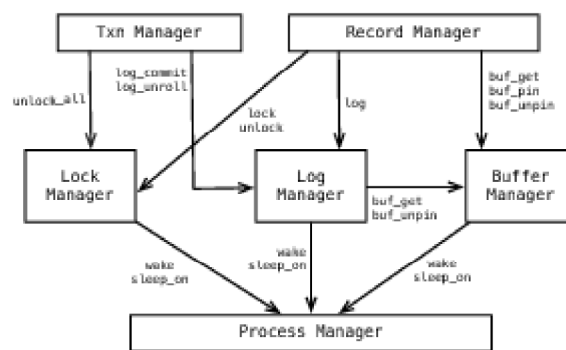 Txn Manager
Record Manager
unlock_all
log_commit
log_unroll
lock
unlock
log
buf_get
buf_pin
buf_unpin
Lock
Manager
Log
Manager
buf_get
buf_unpin
Buffer
Manager
wake
sleep_on
wake
sleep_on
wake
sleep_on
Process Manager